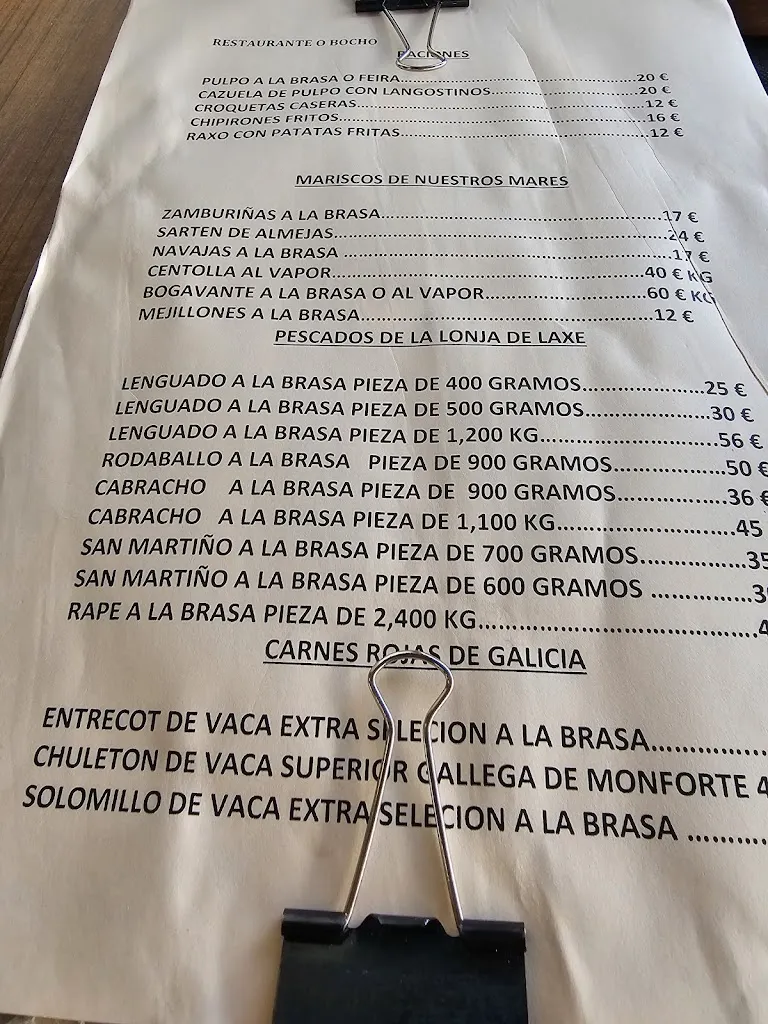 RESTAURANTE O BOCHO
RACIONES
PULPO A LA BRASA O FEIRA...........................................................20 €
CAZUELA DE PULPO CON LANGOSTINOS....................................20 €
CROQUETAS CASERAS....................................................................12 €
CHIPIRONES FRITOS........................................................................16 €
RAXO CON PATATAS FRITAS...........................................................12 €
MARISCOS DE NUESTROS MARES
ZAMBURIÑAS A LA BRASA.........................................................17 €
SARTEN DE ALMEJAS....................................................................24 €
NAVAJAS A LA BRASA ..................................................................17 €
CENTOLLA AL VAPOR..............................................................40 € KG
BOGAVANTE A LA BRASA O AL VAPOR................................60 € KG
MEJILLONES A LA BRASA................................................................12 €
PESCADOS DE LA LONJA DE LAXE
LENGUADO A LA BRASA PIEZA DE 400 GRAMOS.......................25 €
LENGUADO A LA BRASA PIEZA DE 500 GRAMOS.......................30 €
LENGUADO A LA BRASA PIEZA DE 1,200 KG................................56 €
RODABALLO A LA BRASA PIEZA DE 900 GRAMOS....................50 €
CABRACHO A LA BRASA PIEZA DE 900 GRAMOS....................36 €
CABRACHO A LA BRASA PIEZA DE 1,100 KG..............................45
SAN MARTIÑO A LA BRASA PIEZA DE 700 GRAMOS...................
SAN MARTIÑO A LA BRASA PIEZA DE 600 GRAMOS ..................
RAPE A LA BRASA PIEZA DE 2,400 KG...........................................
CARNES ROJAS DE GALICIA
ENTRECOT DE VACA EXTRA SELECION A LA BRASA..................
CHULETON DE VACA SUPERIOR GALLEGA DE MONFORTE
SOLOMILLO DE VACA EXTRA SELECION A LA BRASA ...............